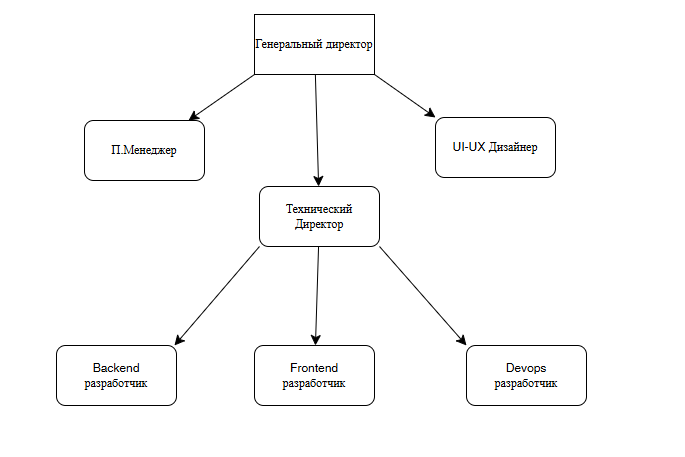 Генеральный директор
П.Менеджер
UI-UX Дизайнер
Технический
Директор
Backend
разработчик
Frontend
разработчик
Devops
разработчик